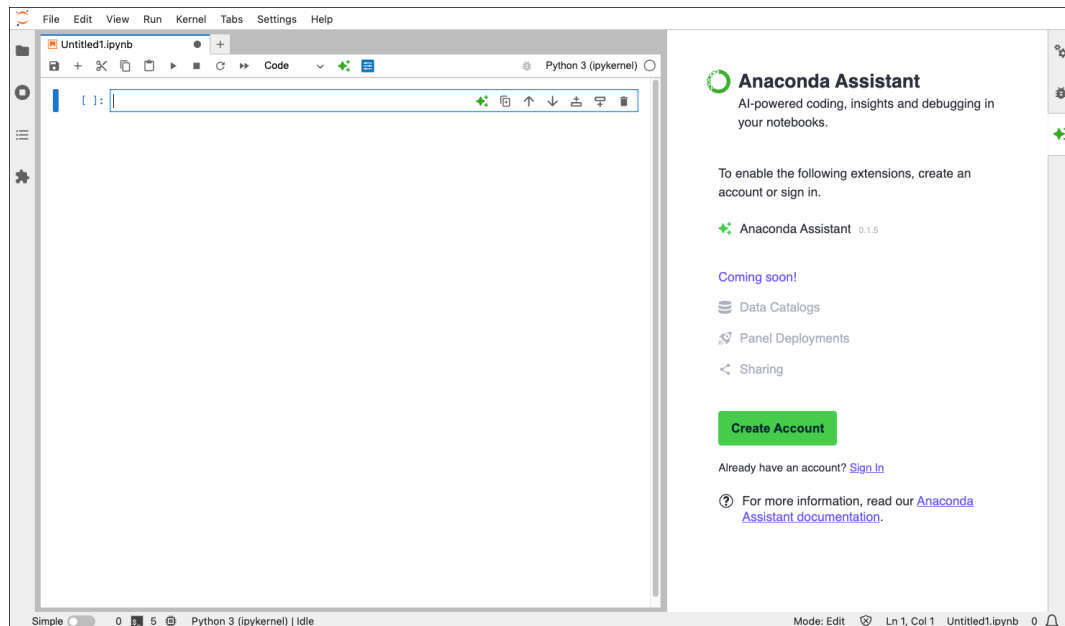 File Edit View Run Kernel Tabs Settings Help
Untitled1.ipynb
Code
Python 3 (ipykernel)
[ ]:
Anaconda Assistant
AI-powered coding, insights and debugging in
your notebooks.
To enable the following extensions, create an
account or sign in.
Anaconda Assistant 0.1.5
Coming soon!
Data Catalogs
Panel Deployments
Sharing
Create Account
Already have an account? Sign In
For more information, read our Anaconda
Assistant documentation.
Simple 0 $_ 5 Python 3 (ipykernel) | Idle
Mode: Edit Ln 1, Col 1 Untitled1.ipynb 0